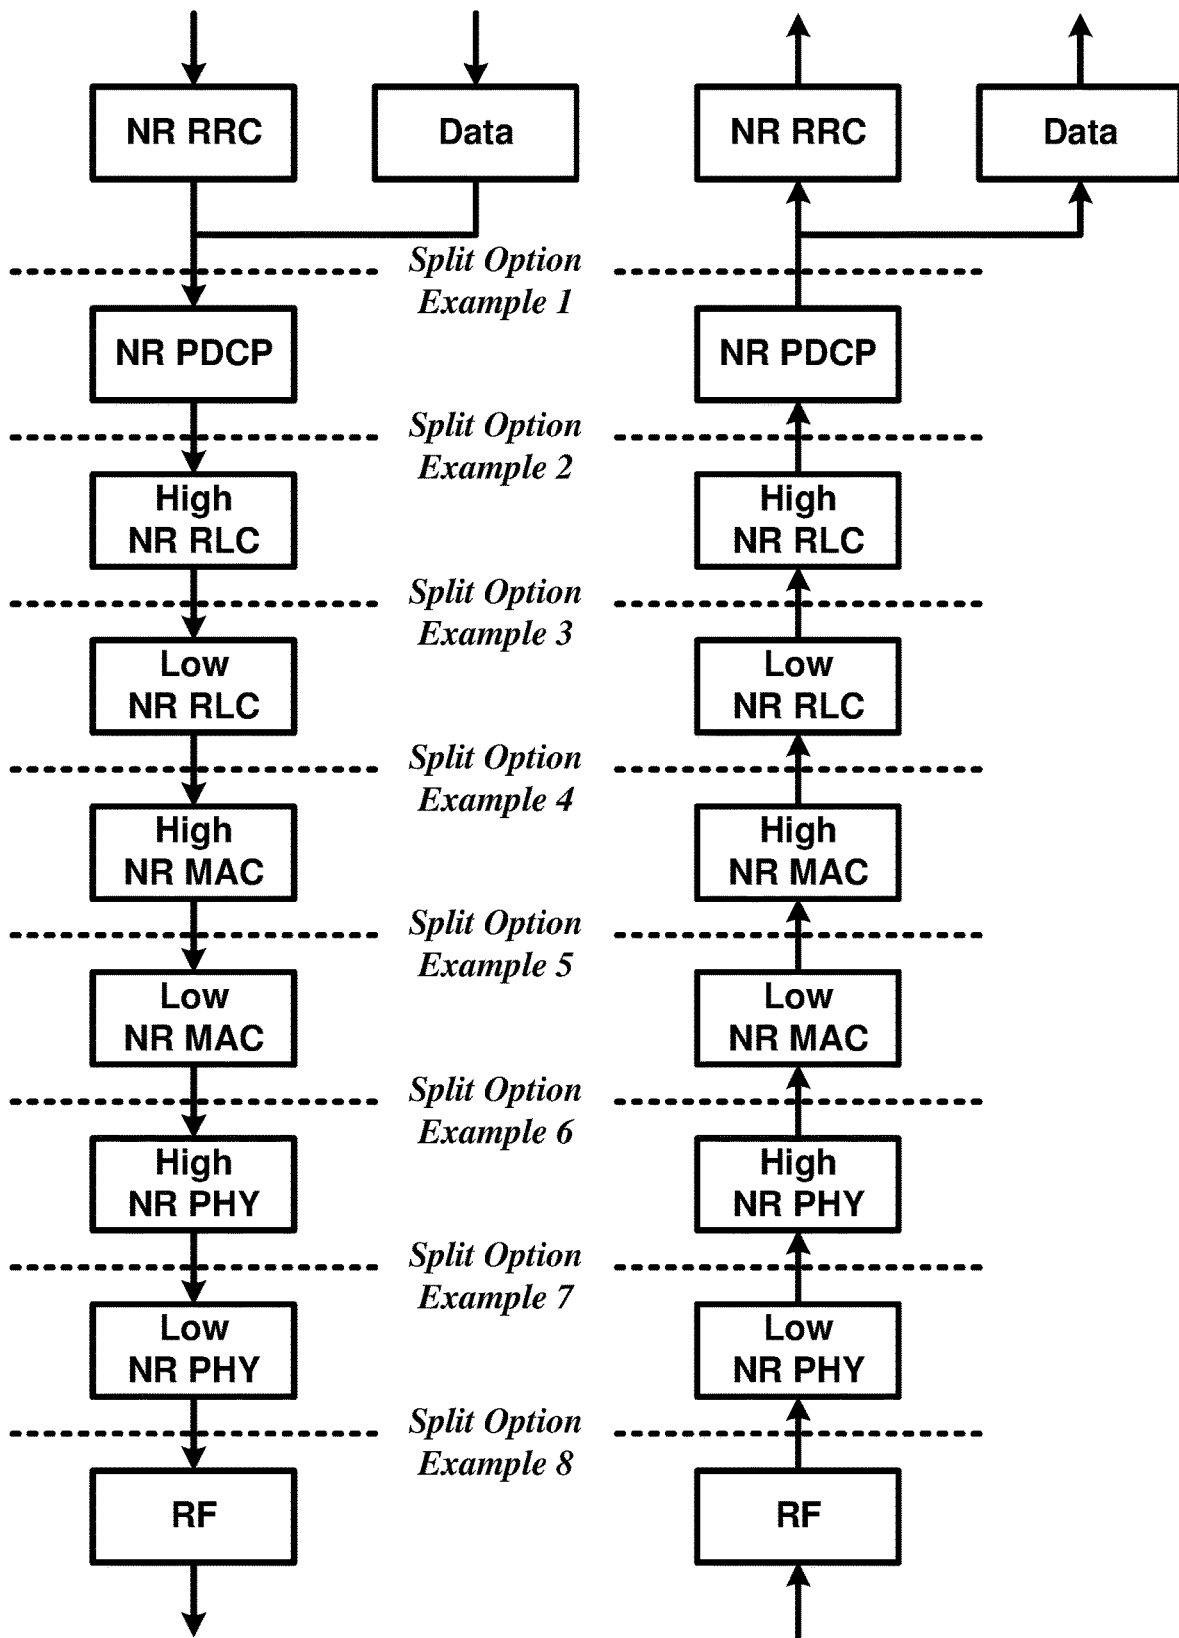 NR RRC
Data
NR RRC
Data
Split Option
Example 1
NR PDCP
NR PDCP
Split Option
Example 2
High
NR RLC
High
NR RLC
Split Option
Example 3
Low
NR RLC
Low
NR RLC
Split Option
Example 4
High
NR MAC
High
NR MAC
Split Option
Example 5
Low
NR MAC
Low
NR MAC
Split Option
Example 6
High
NR PHY
High
NR PHY
Split Option
Example 7
Low
NR PHY
Low
NR PHY
Split Option
Example 8
RF
RF